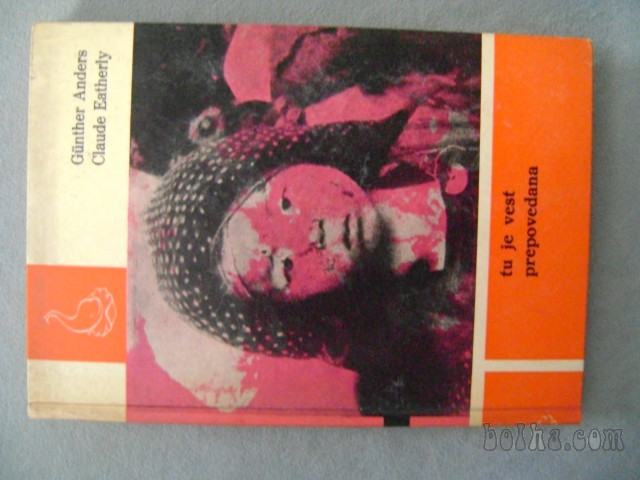 Günther Anders
Claude Eatherly
tu je vest
prepovedana
bolha.com